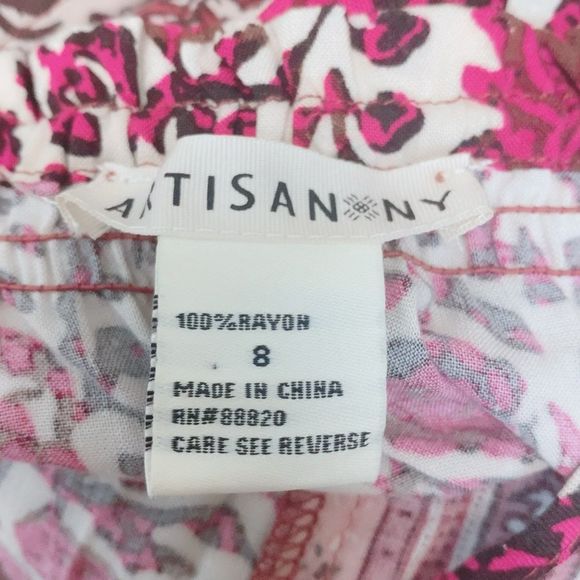 ARTISAN NY
100%RAYON
8
MADE IN CHINA
RN#88820
CARE SEE REVERSE